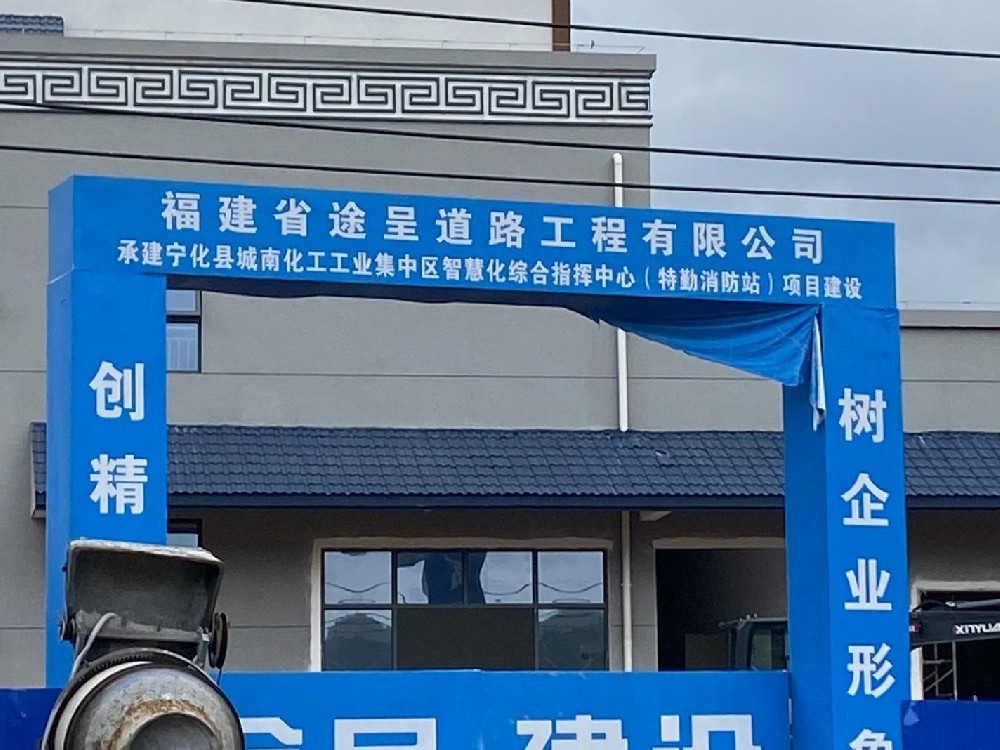 福建省途呈道路工程有限公司
承建宁化县城南化工工业集中区智慧化综合指挥中心（特勤消防站）项目建设
创精
树企业形
建设